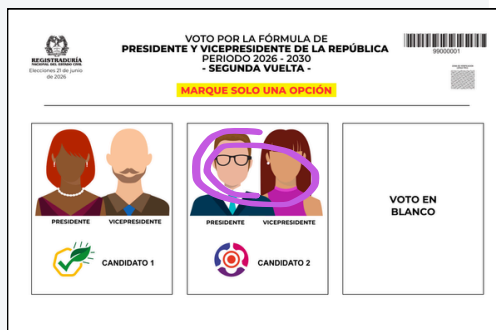 REGISTRADURÍA
NACIONAL DEL ESTADO CIVIL
Elecciones 21 de junio
de 2026
VOTO POR LA FÓRMULA DE
PRESIDENTE Y VICEPRESIDENTE DE LA REPÚBLICA
PERIODO 2026 - 2030
- SEGUNDA VUELTA -
MARQUE SOLO UNA OPCIÓN
99000001
PRESIDENTE VICEPRESIDENTE
CANDIDATO 1
PRESIDENTE VICEPRESIDENTE
CANDIDATO 2
VOTO EN
BLANCO